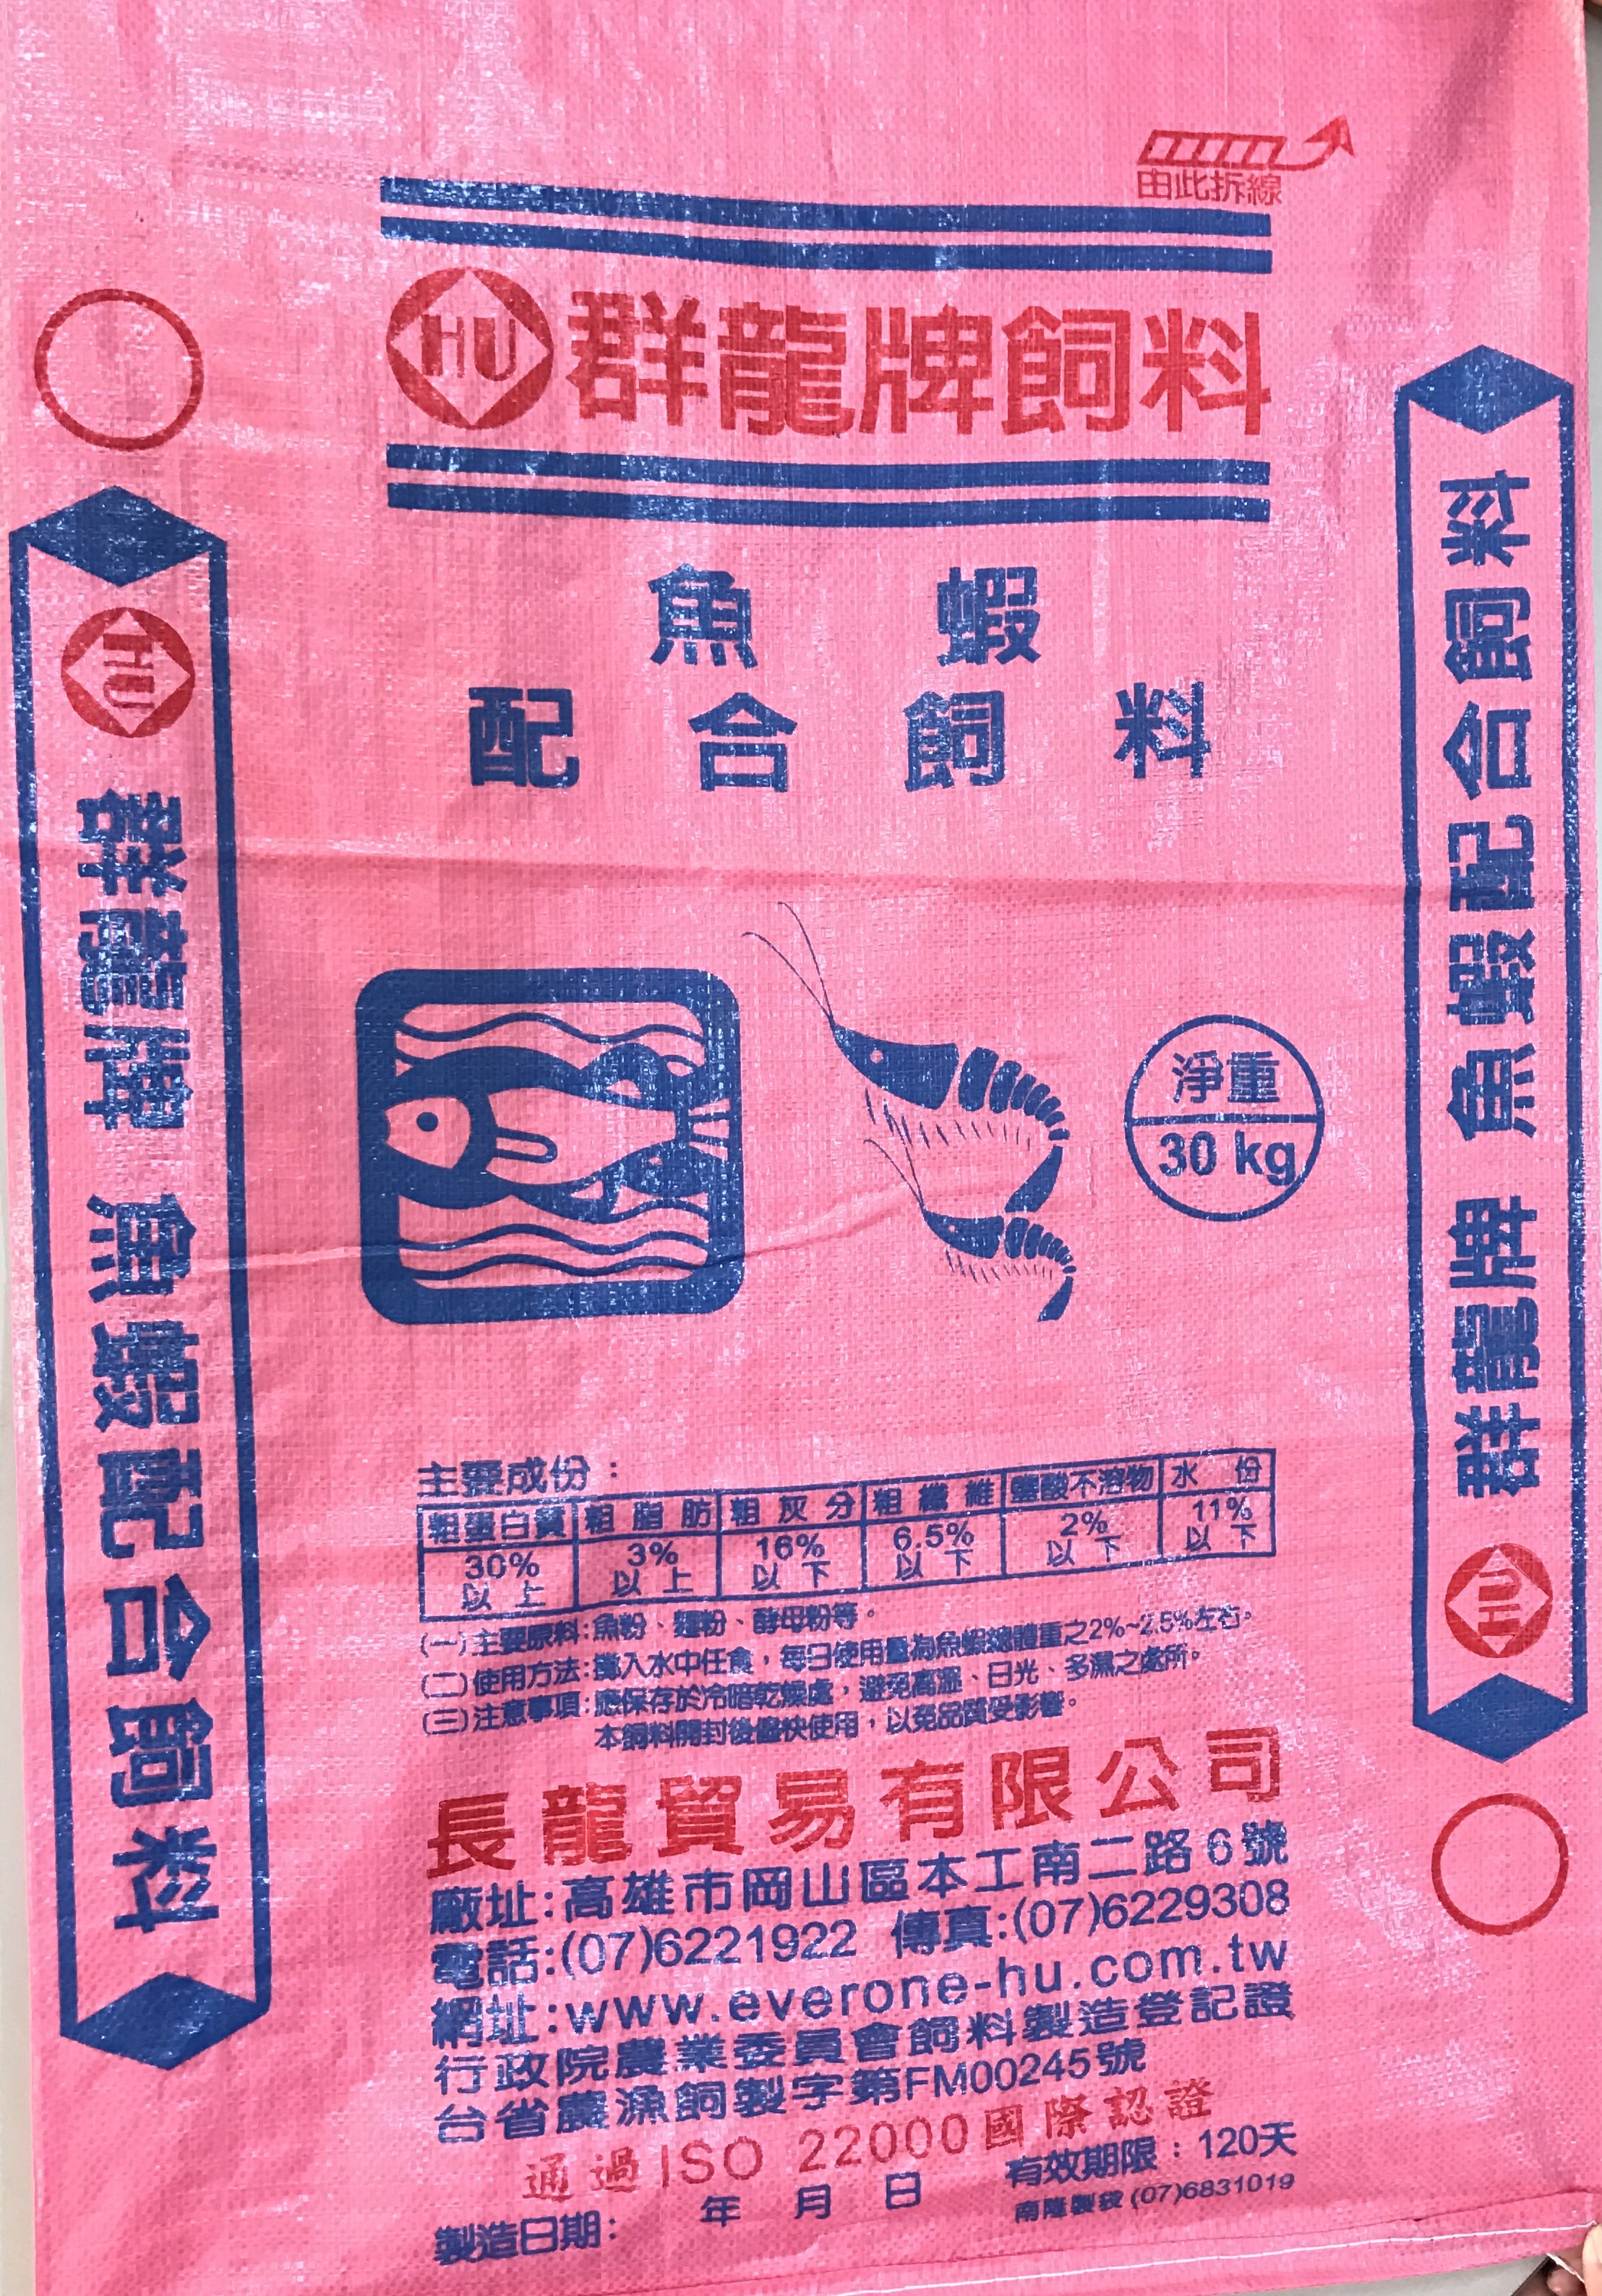 由此拆線
HU 群龍牌飼料
魚 蝦
配 合 飼 料
淨重
30 kg
HU 群龍牌 魚蝦配合飼料
HU 群龍牌 魚蝦配合飼料
主要成份：
粗蛋白質 粗脂肪 粗灰分 粗纖維 鹽酸不溶物 水份
30% 3% 16% 6.5% 2% 11%
以上 以上 以下 以下 以下 以下
(一)主要原料:魚粉、麵粉、酵母粉等。
(二)使用方法:撒入水中任食，每日使用量為魚蝦總體重之2%~2.5%左右。
(三)注意事項:應保存於冷暗乾燥處，避免高溫、日光、多濕之處所。
本飼料開封後儘快使用，以免品質受影響。
長龍貿易有限公司
廠址:高雄市岡山區本工南二路6號
電話:(07)6221922 傳真:(07)6229308
網址:www.everone-hu.com.tw
行政院農業委員會飼料製造登記證
台省農漁飼製字第FM00245號
通過ISO 22000國際認證
製造日期: 年 月 日 有效期限：120天
南隆製袋 (07)6831019